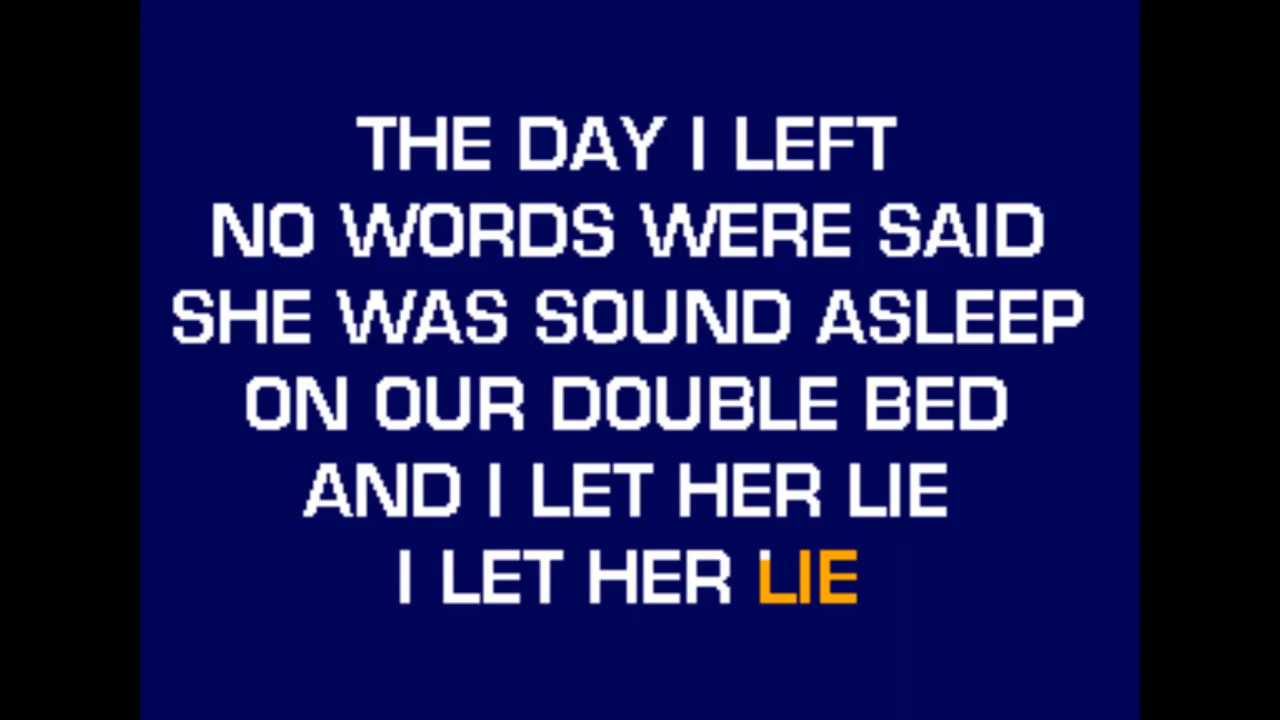 THE DAY I LEFT
NO WORDS WERE SAID
SHE WAS SOUND ASLEEP
ON OUR DOUBLE BED
AND I LET HER LIE
I LET HER LIE